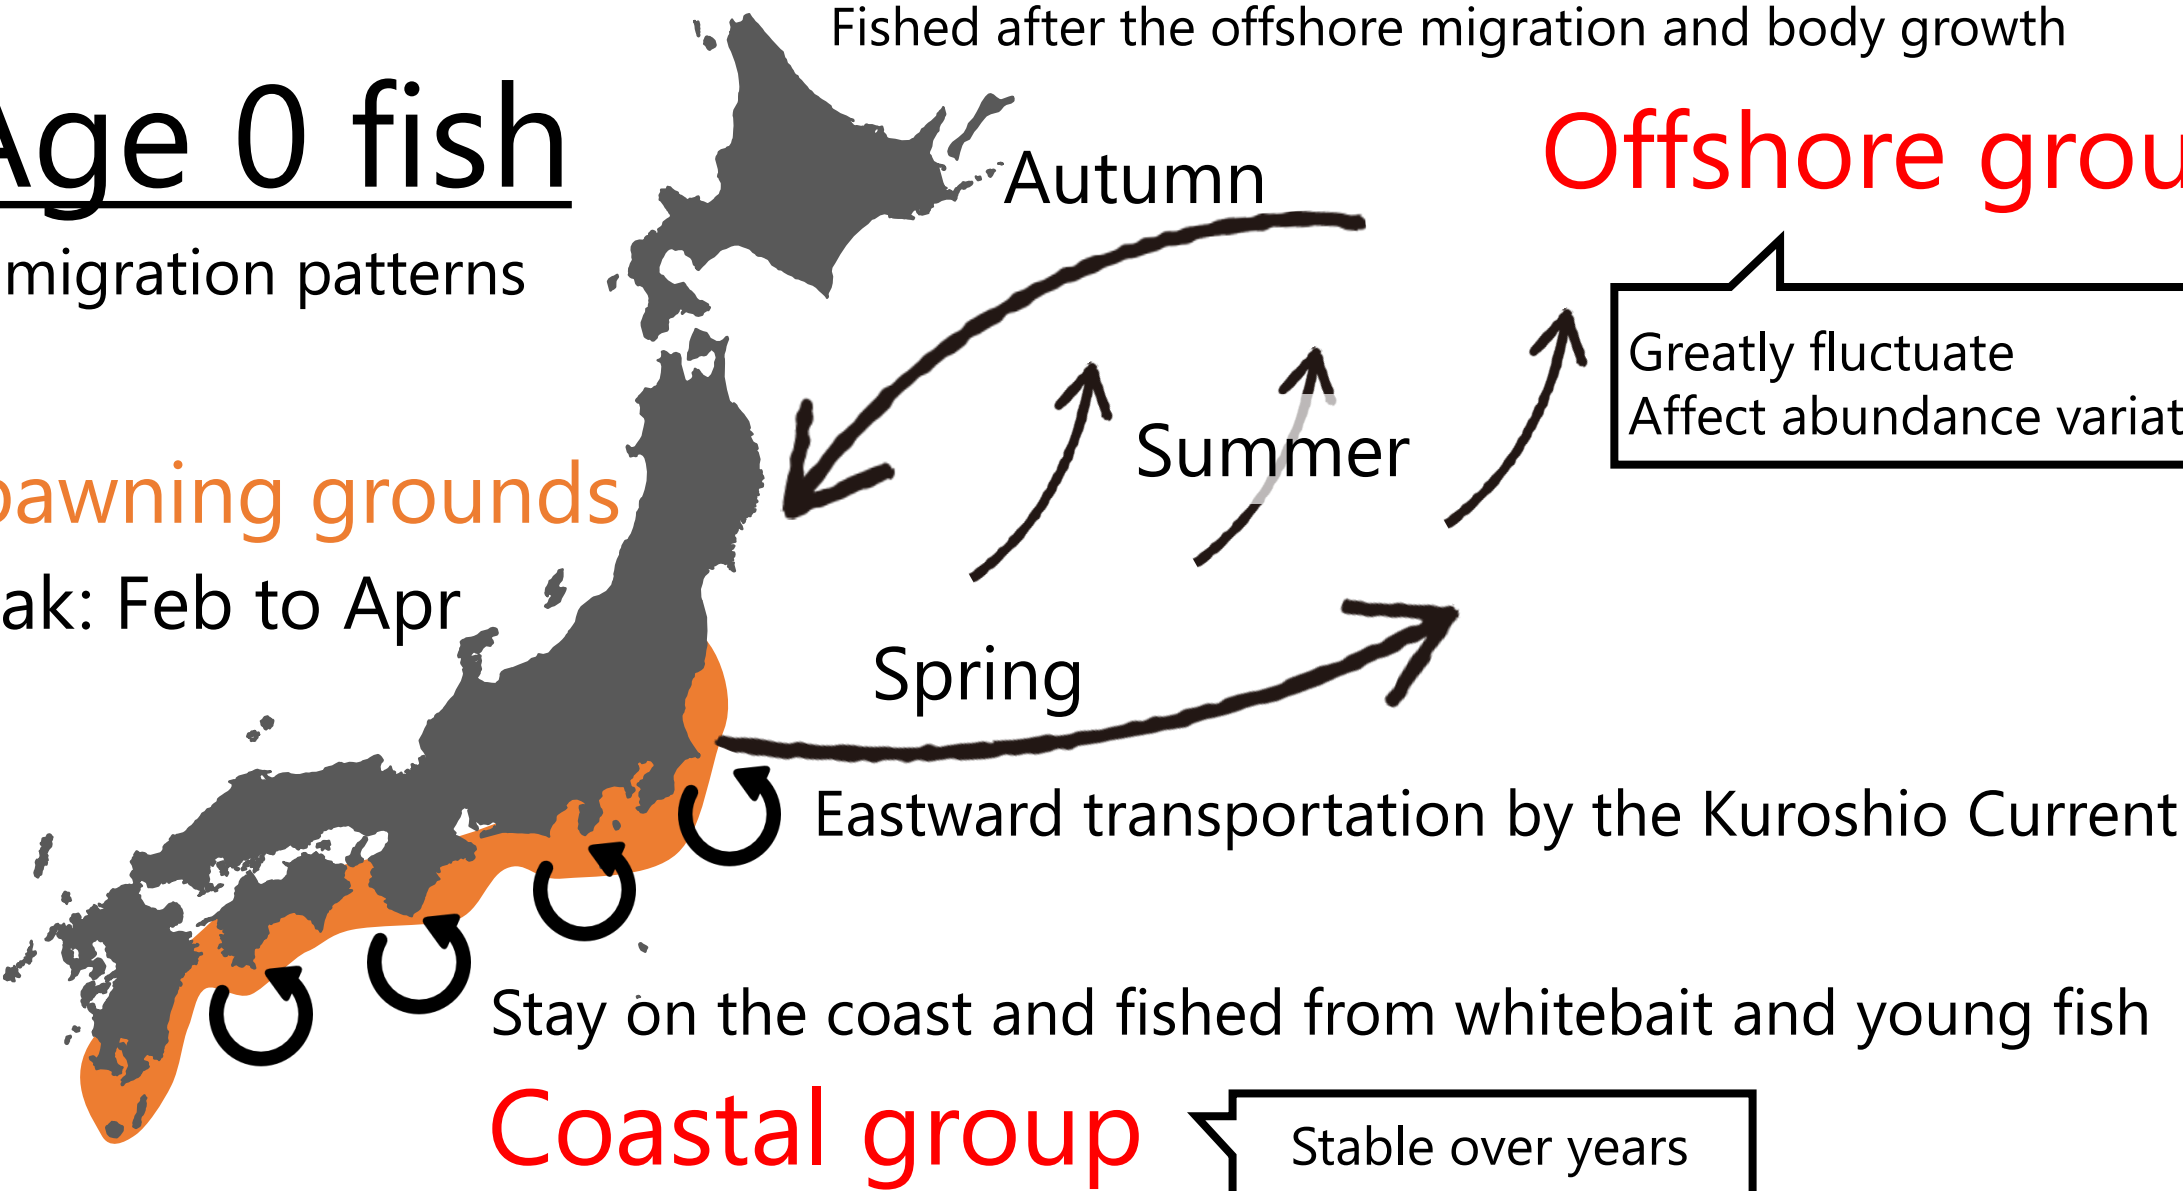 Fished after the offshore migration and body growth
Age 0 fish
migration patterns
Autumn
Offshore grou
Greatly fluctuate
Affect abundance variat
Summer
pawning grounds
ak: Feb to Apr
Spring
Eastward transportation by the Kuroshio Current
Stay on the coast and fished from whitebait and young fish
Coastal group
Stable over years